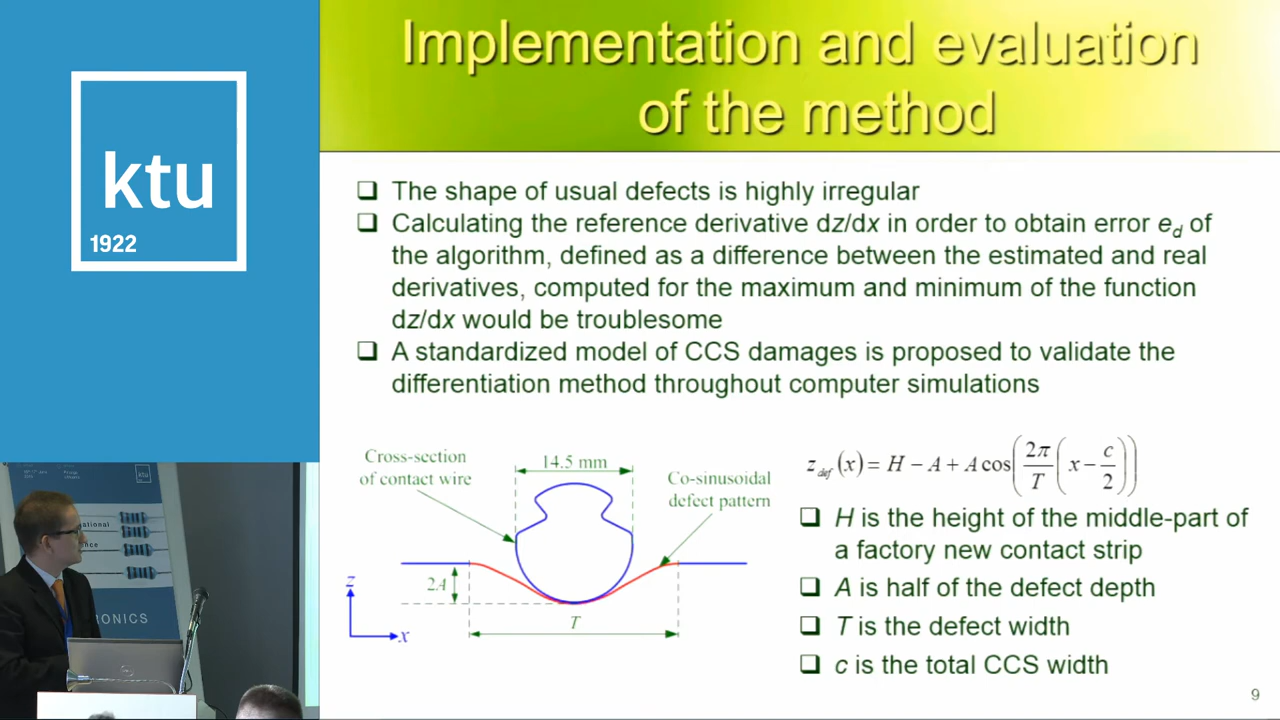 ktu
1922
Implementation and evaluation
of the method
❑ The shape of usual defects is highly irregular
❑ Calculating the reference derivative dz/dx in order to obtain error e_d of
the algorithm, defined as a difference between the estimated and real
derivatives, computed for the maximum and minimum of the function
dz/dx would be troublesome
❑ A standardized model of CCS damages is proposed to validate the
differentiation method throughout computer simulations
Cross-section
of contact wire
14.5 mm
Co-sinusoidal
defect pattern
2A
T
z
x
z_def(x) = H − A + A cos(2π/T (x − c/2))
❑ H is the height of the middle-part of
a factory new contact strip
❑ A is half of the defect depth
❑ T is the defect width
❑ c is the total CCS width
9
ktu